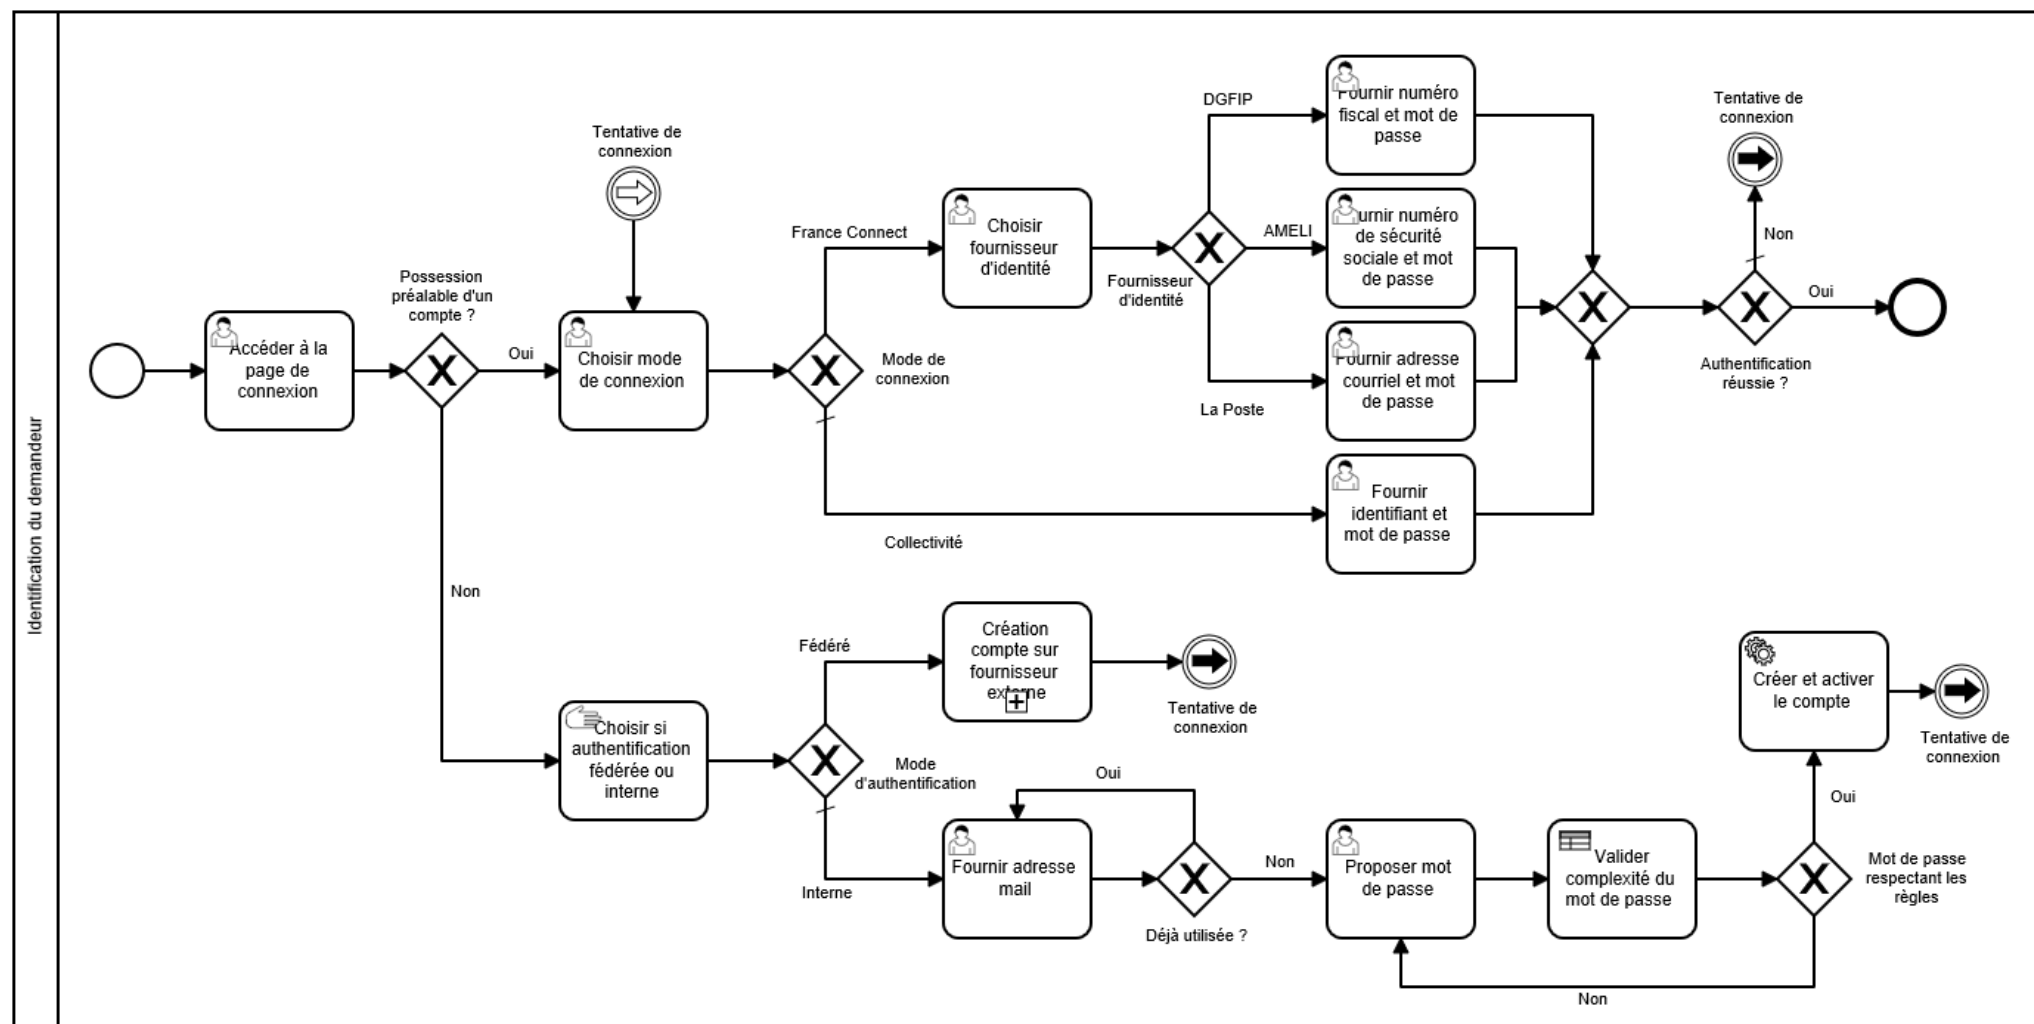 Identification du demandeur
Accéder à la
page de
connexion
Possession
préalable d'un
compte ?
Oui
Non
Tentative de
connexion
Choisir mode
de connexion
Mode de
connexion
France Connect
Collectivité
Choisir
fournisseur
d'identité
Fournisseur
d'identité
DGFIP
AMELI
La Poste
Fournir numéro
fiscal et mot de
passe
Fournir numéro
de sécurité
sociale et mot
de passe
Fournir adresse
courriel et mot
de passe
Fournir
identifiant et
mot de passe
Tentative de
connexion
Non
Oui
Authentification
réussie ?
Choisir si
authentification
fédérée ou
interne
Fédéré
Mode
d'authentification
Interne
Création
compte sur
fournisseur
externe
Tentative de
connexion
Fournir adresse
mail
Oui
Déjà utilisée ?
Non
Proposer mot
de passe
Valider
complexité du
mot de passe
Mot de passe
respectant les
règles
Oui
Non
Créer et activer
le compte
Tentative de
connexion